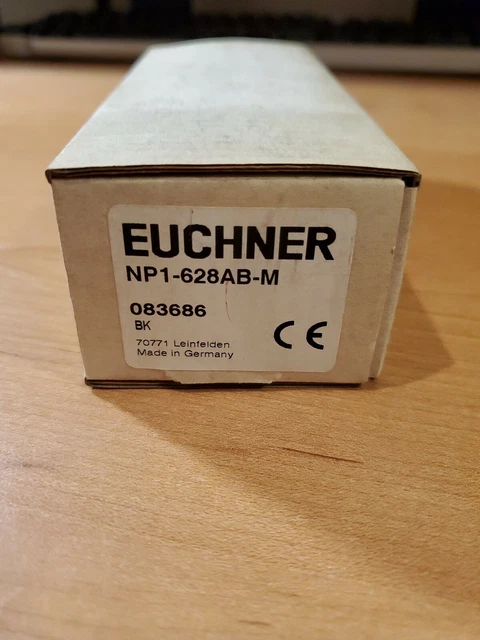 EUCHNER
NP1-628AB-M
083686
BK
70771 Leinfelden
Made in Germany
CE